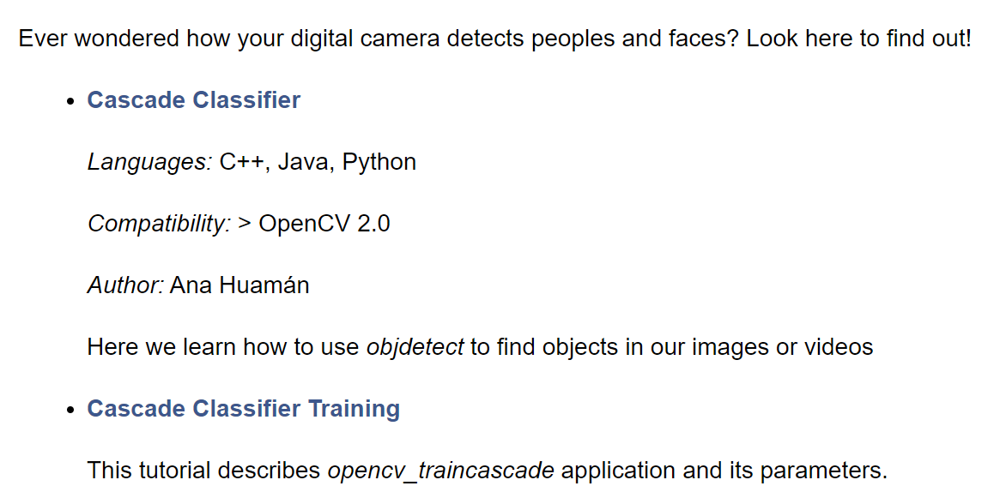 Ever wondered how your digital camera detects peoples and faces? Look here to find out!
• Cascade Classifier
Languages: C++, Java, Python
Compatibility: > OpenCV 2.0
Author: Ana Huamán
Here we learn how to use objdetect to find objects in our images or videos
• Cascade Classifier Training
This tutorial describes opencv_traincascade application and its parameters.